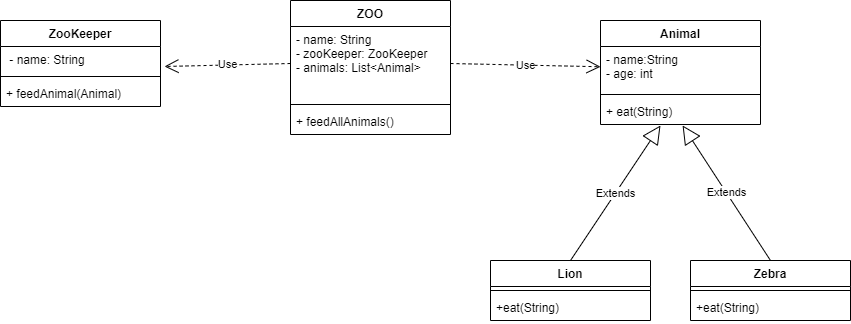 ZooKeeper
- name: String
+ feedAnimal(Animal)
Use
ZOO
- name: String
- zooKeeper: ZooKeeper
- animals: List<Animal>
+ feedAllAnimals()
Use
Animal
- name:String
- age: int
+ eat(String)
Extends
Extends
Lion
+eat(String)
Zebra
+eat(String)